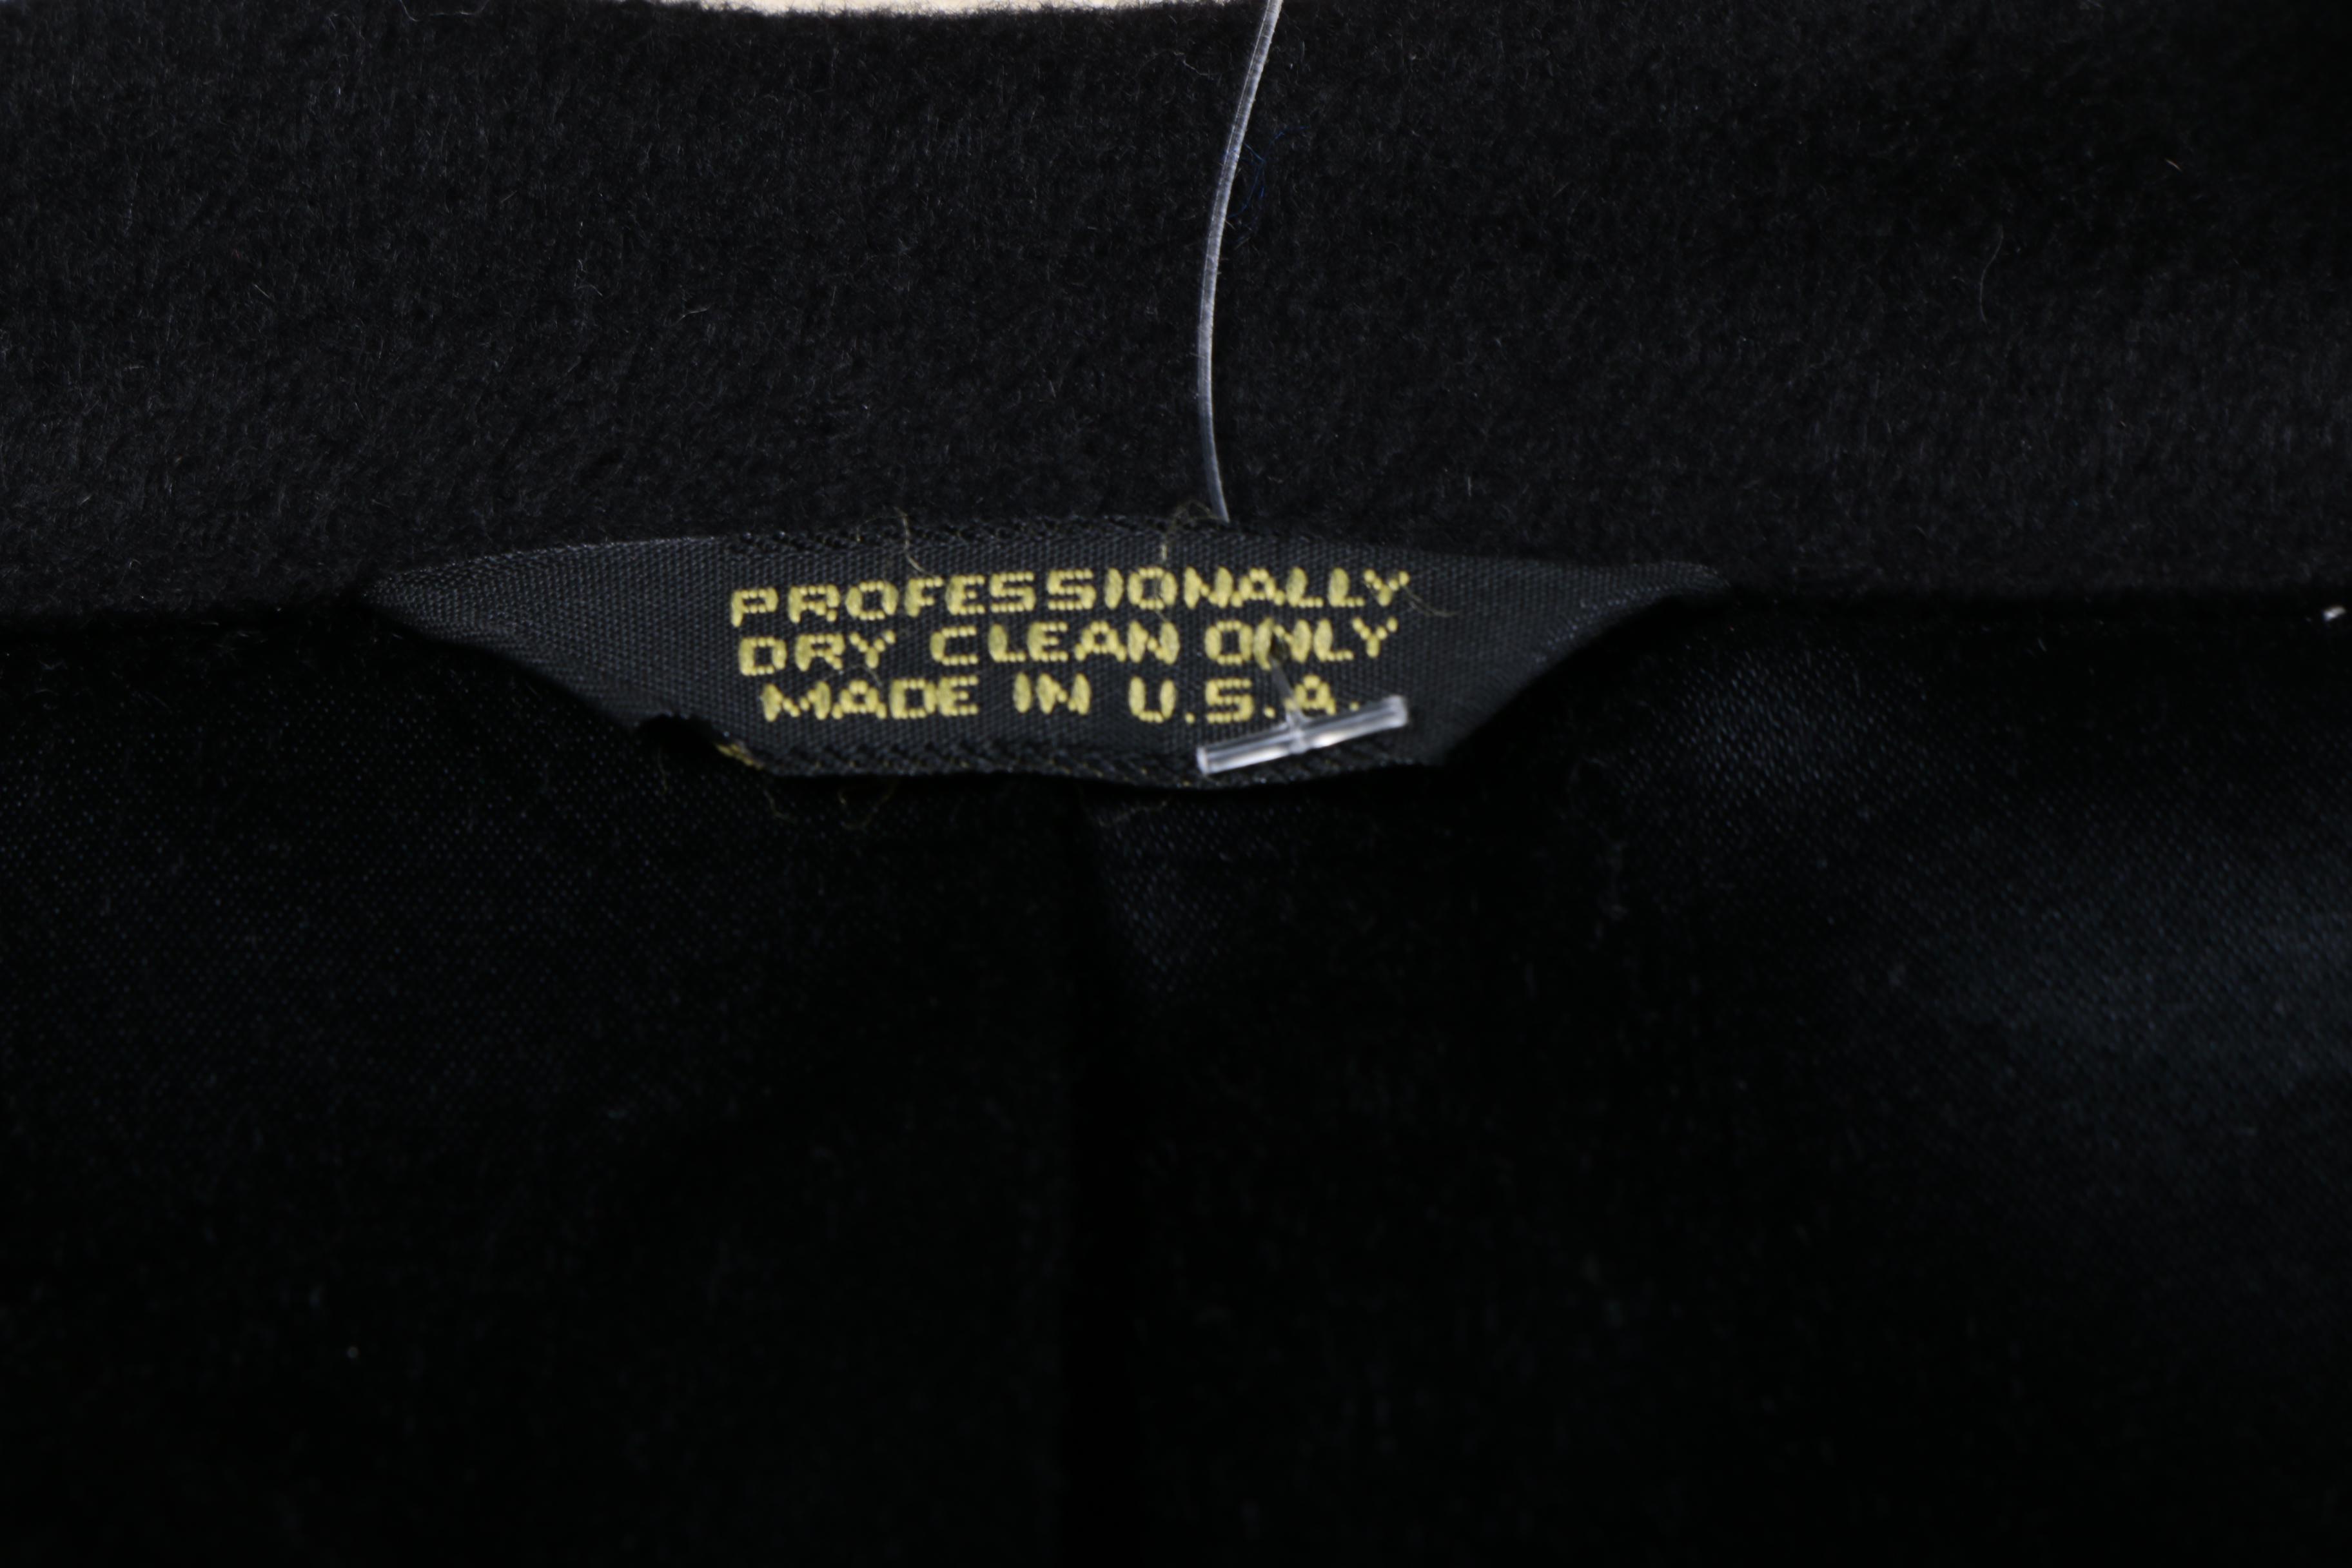 PROFESSIONALLY
DRY CLEAN ONLY
MADE IN U.S.A.